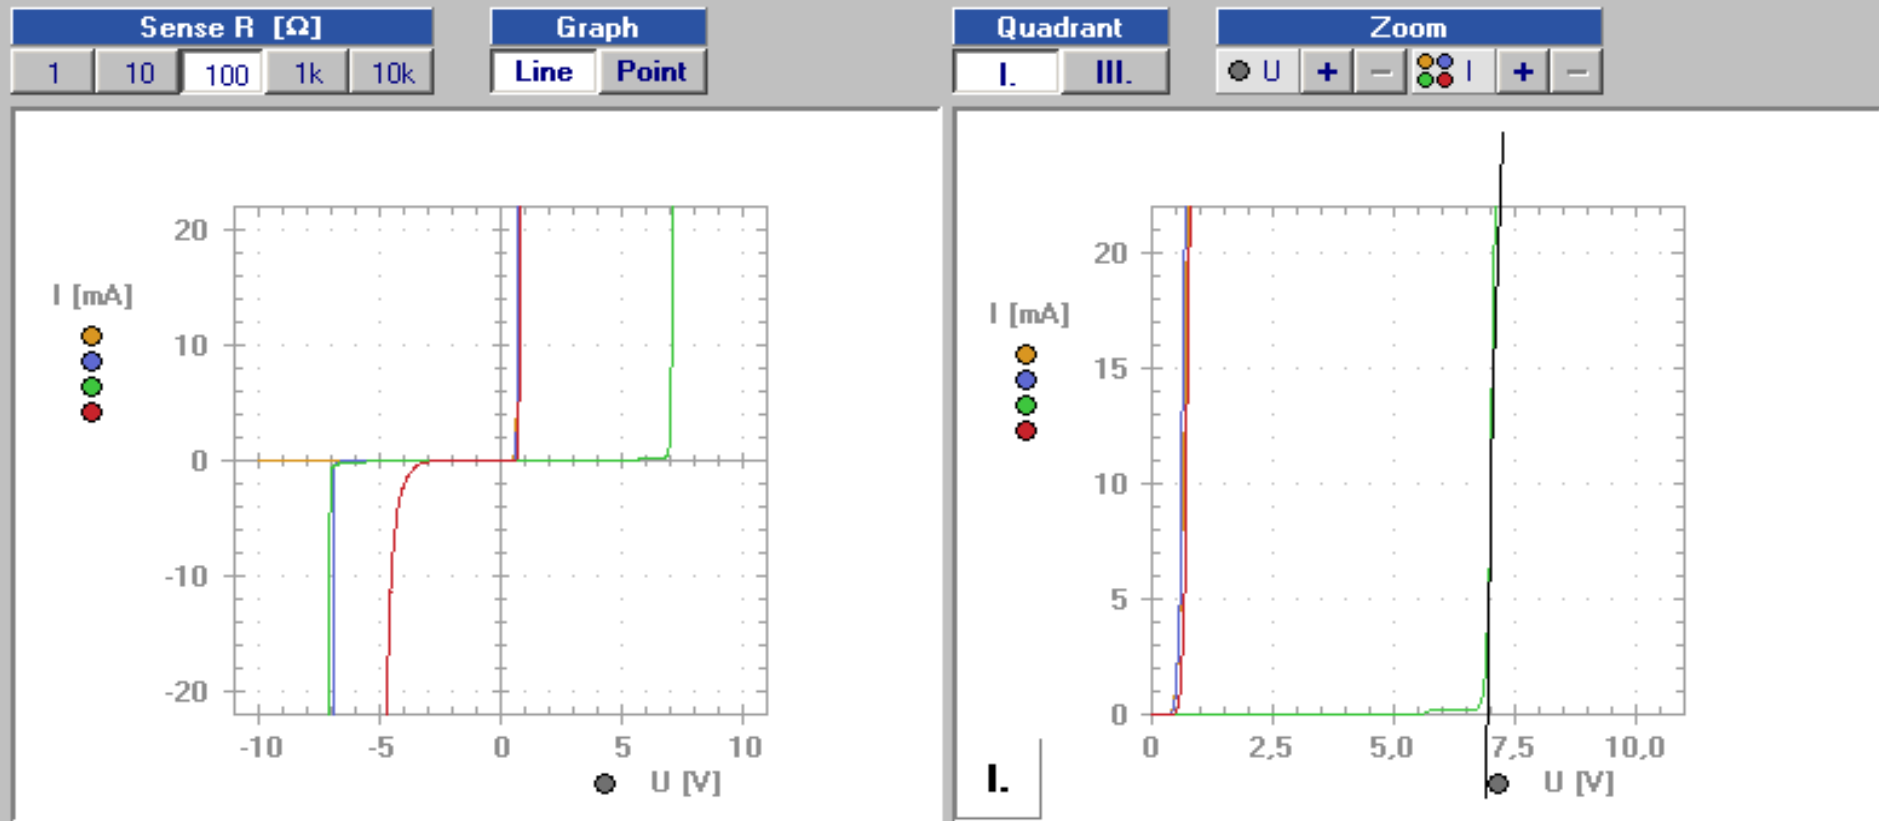 Sense R [Ω] Graph Quadrant Zoom
1 10 100 1k 10k Line Point I. III. U + − I + −
I [mA]
20
10
0
-10
-20
-10 -5 0 5 10
U [V]
I [mA]
20
15
10
5
0
0 2,5 5,0 7,5 10,0
U [V]
I.